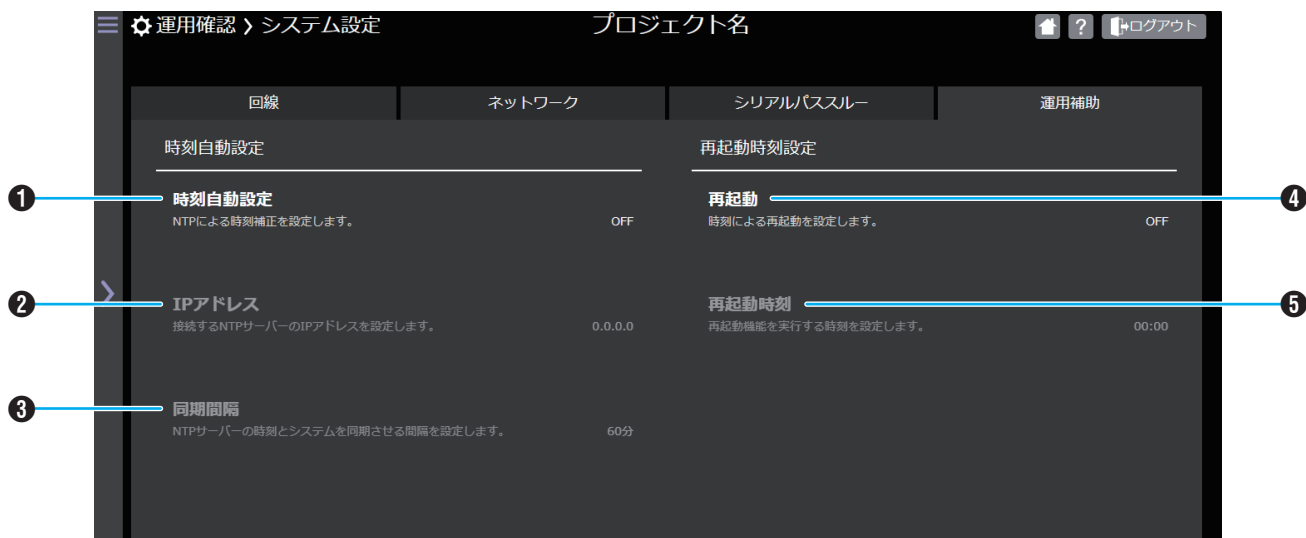 運用確認 > システム設定
プロジェクト名
?
ログアウト
回線
ネットワーク
シリアルパススルー
運用補助
時刻自動設定
❶ 時刻自動設定
NTPによる時刻補正を設定します。 OFF
❷ IPアドレス
接続するNTPサーバーのIPアドレスを設定します。 0.0.0.0
❸ 同期間隔
NTPサーバーの時刻とシステムを同期させる間隔を設定します。 60分
再起動時刻設定
再起動 ❹
時刻による再起動を設定します。 OFF
再起動時刻 ❺
再起動機能を実行する時刻を設定します。 00:00